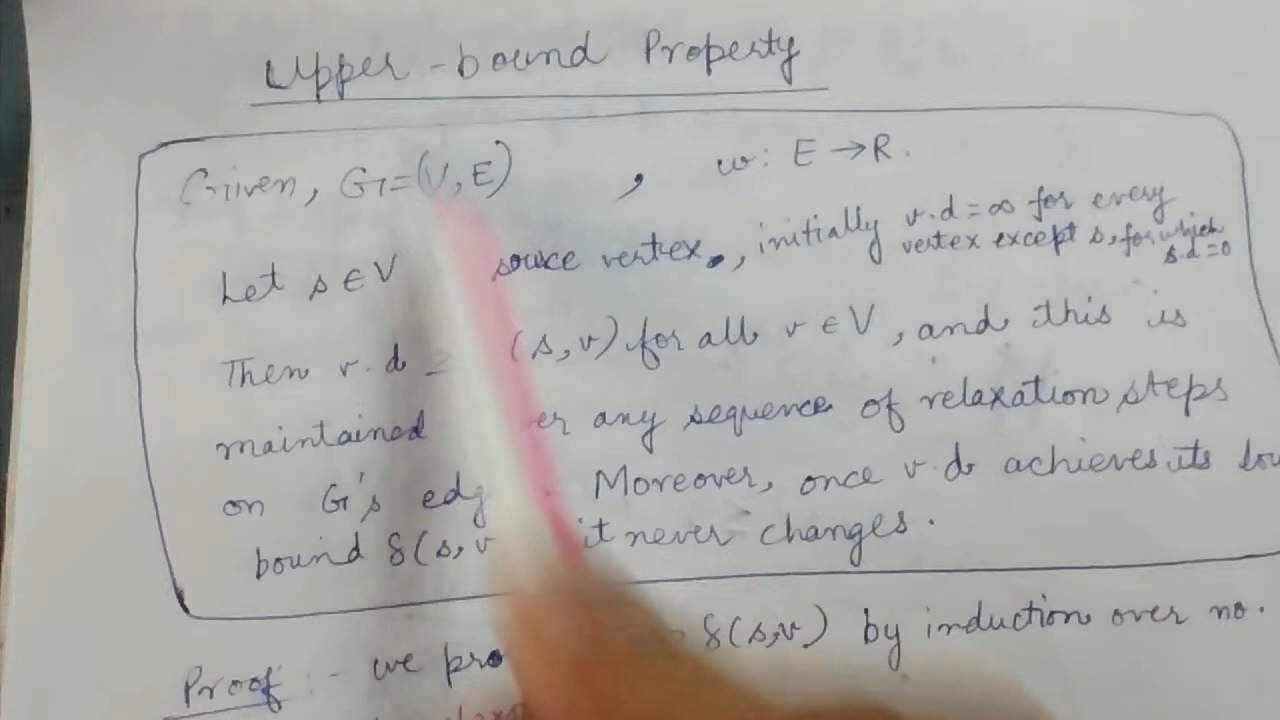 Upper-bound Property
Given, G=(V,E) , w: E→R.
Let s∈V source vertex, initially v.d=∞ for every vertex except s, for which s.d=0
Then v.d (s,v) for all v∈V, and this is
maintained er any sequence of relaxation steps
on G's edg Moreover, once v.d achieves its lo
bound δ(s,v it never changes.
Proof :- we pro δ(s,v) by induction over no.